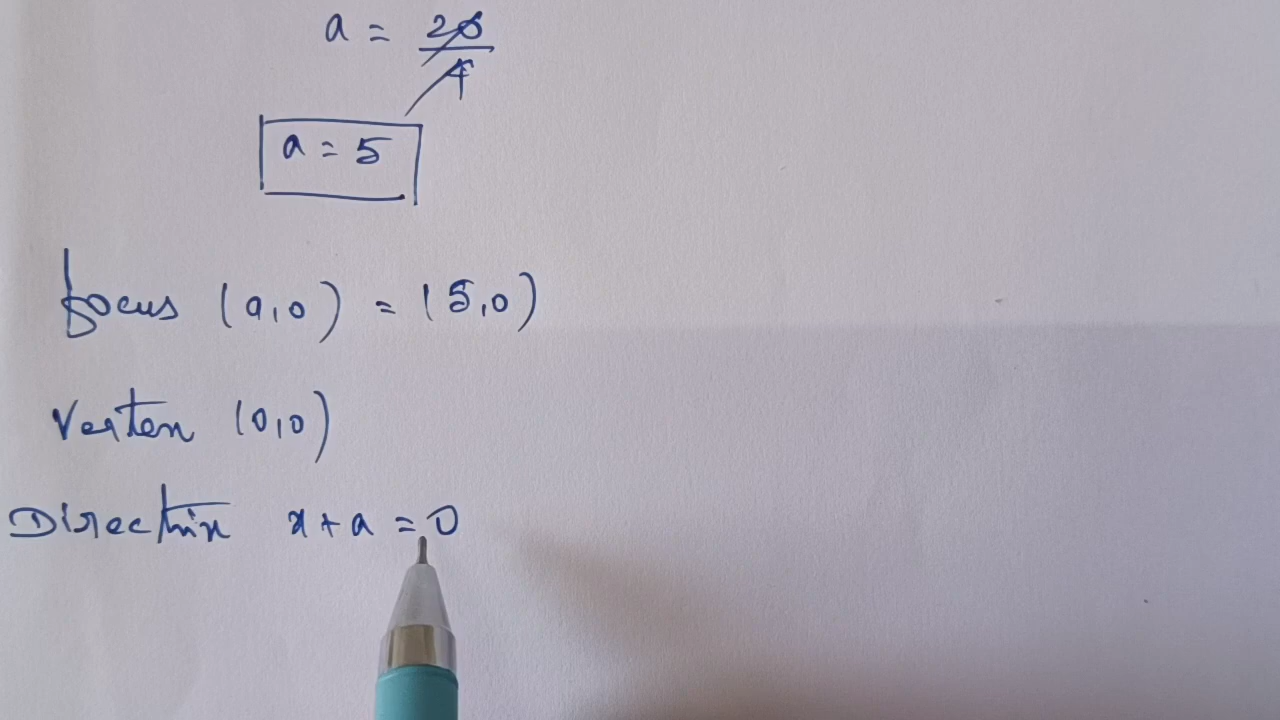 a = 20/4
a = 5
focus (a,0) = (5,0)
Vertex (0,0)
Directrix x + a = 0